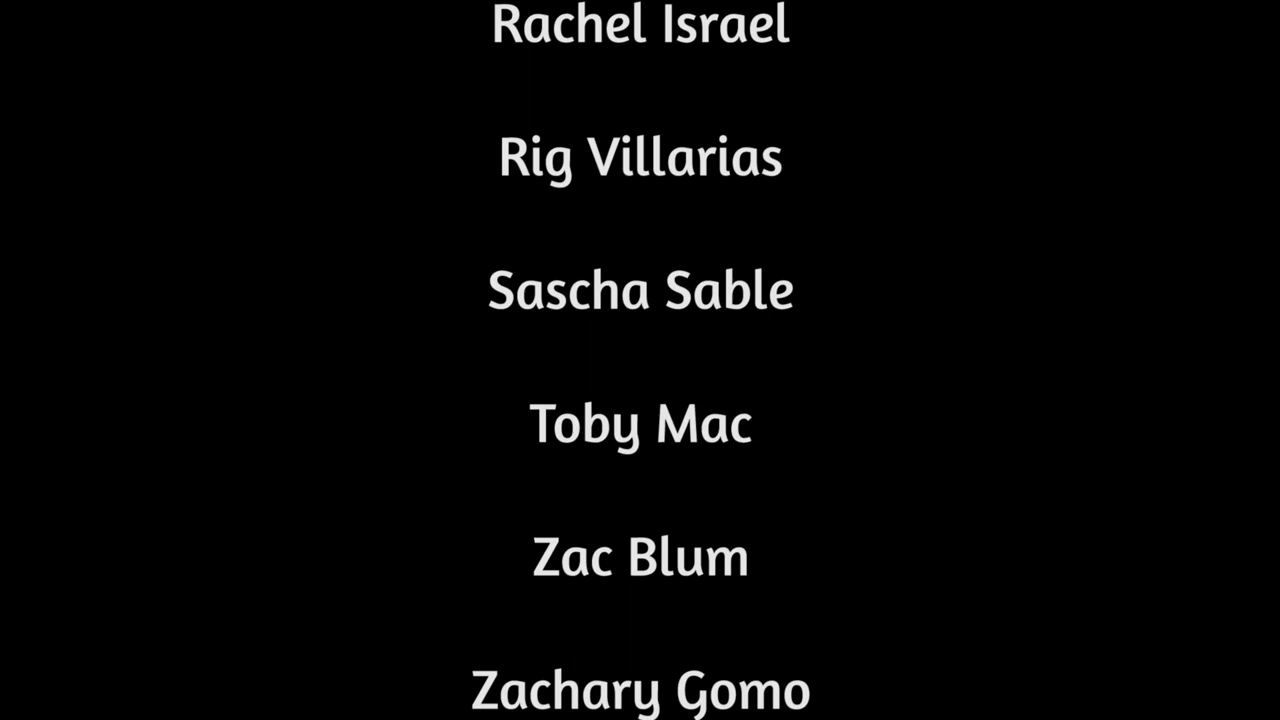 Rachel Israel
Rig Villarias
Sascha Sable
Toby Mac
Zac Blum
Zachary Gomo